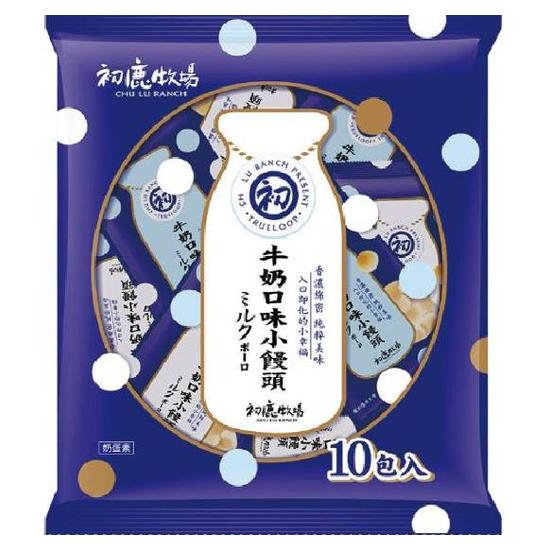 初鹿牧場
CHU LU RANCH
CH LU RANCH PRESENT
初
·TRUELOOP·
牛奶口味小饅頭
ミルクボーロ
香濃綿密 純粹美味
入口即化的小幸福
初鹿牧場
奶蛋素
10包入